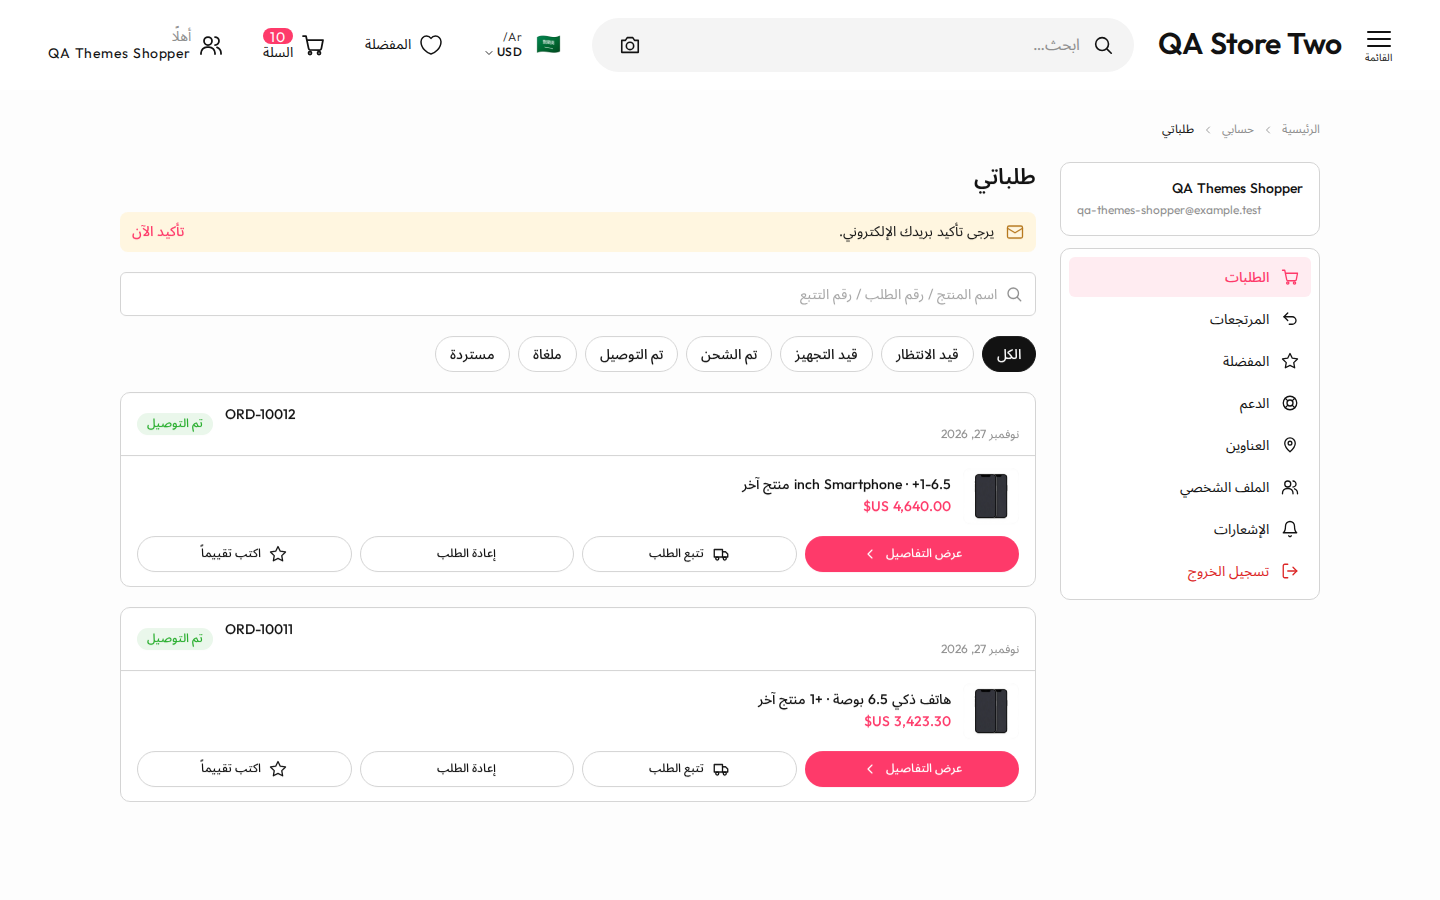 القائمة
QA Store Two
ابحث...
Ar/
USD
المفضلة
10
السلة
أهلًا
QA Themes Shopper
الرئيسية
حسابي
طلباتي
QA Themes Shopper
qa-themes-shopper@example.test
الطلبات
المرتجعات
المفضلة
الدعم
العناوين
الملف الشخصي
الإشعارات
تسجيل الخروج
طلباتي
يرجى تأكيد بريدك الإلكتروني.
تأكيد الآن
اسم المنتج / رقم الطلب / رقم التتبع
الكل
قيد الانتظار
قيد التجهيز
تم الشحن
تم التوصيل
ملغاة
مستردة
ORD-10012
تم التوصيل
نوفمبر 27, 2026
6.5-inch Smartphone · +1 منتج آخر
US 4,640.00$
عرض التفاصيل
تتبع الطلب
إعادة الطلب
اكتب تقييماً
ORD-10011
تم التوصيل
نوفمبر 27, 2026
هاتف ذكي 6.5 بوصة · +1 منتج آخر
US 3,423.30$
عرض التفاصيل
تتبع الطلب
إعادة الطلب
اكتب تقييماً